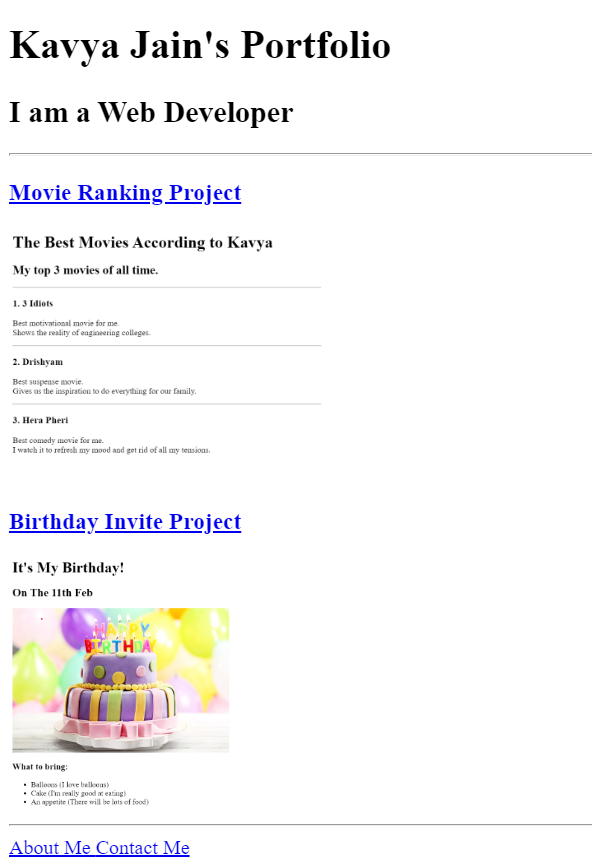 Kavya Jain's Portfolio
I am a Web Developer
Movie Ranking Project
The Best Movies According to Kavya
My top 3 movies of all time.
1. 3 Idiots
Best motivational movie for me.
Shows the reality of engineering colleges.
2. Drishyam
Best suspense movie.
Gives us the inspiration to do everything for our family.
3. Hera Pheri
Best comedy movie for me.
I watch it to refresh my mood and get rid of all my tensions.
Birthday Invite Project
It's My Birthday!
On The 11th Feb
HAPPY
BIRTHDAY
What to bring:
• Balloons (I love balloons)
• Cake (I'm really good at eating)
• An appetite (There will be lots of food)
About Me Contact Me